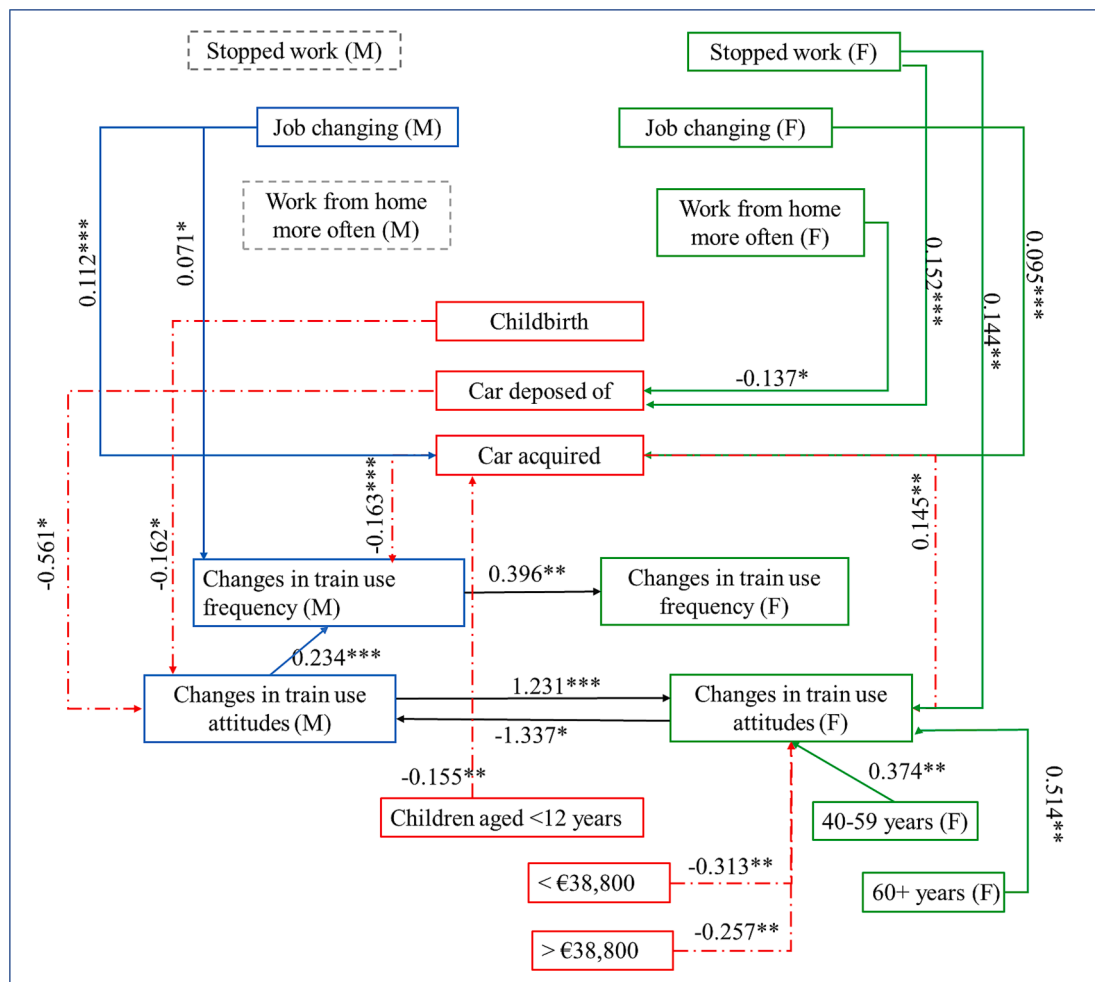 Stopped work (M)
Stopped work (F)
Job changing (M)
Job changing (F)
Work from home
more often (M)
Work from home
more often (F)
0.112***
0.071*
0.152***
0.095***
0.144**
Childbirth
Car deposed of
-0.137*
Car acquired
-0.163***
0.145**
-0.561*
-0.162*
Changes in train use
frequency (M)
0.396**
Changes in train use
frequency (F)
0.234***
Changes in train use
attitudes (M)
1.231***
-1.337*
Changes in train use
attitudes (F)
-0.155**
Children aged <12 years
0.374**
40-59 years (F)
0.514**
< €38,800
-0.313**
60+ years (F)
> €38,800
-0.257**